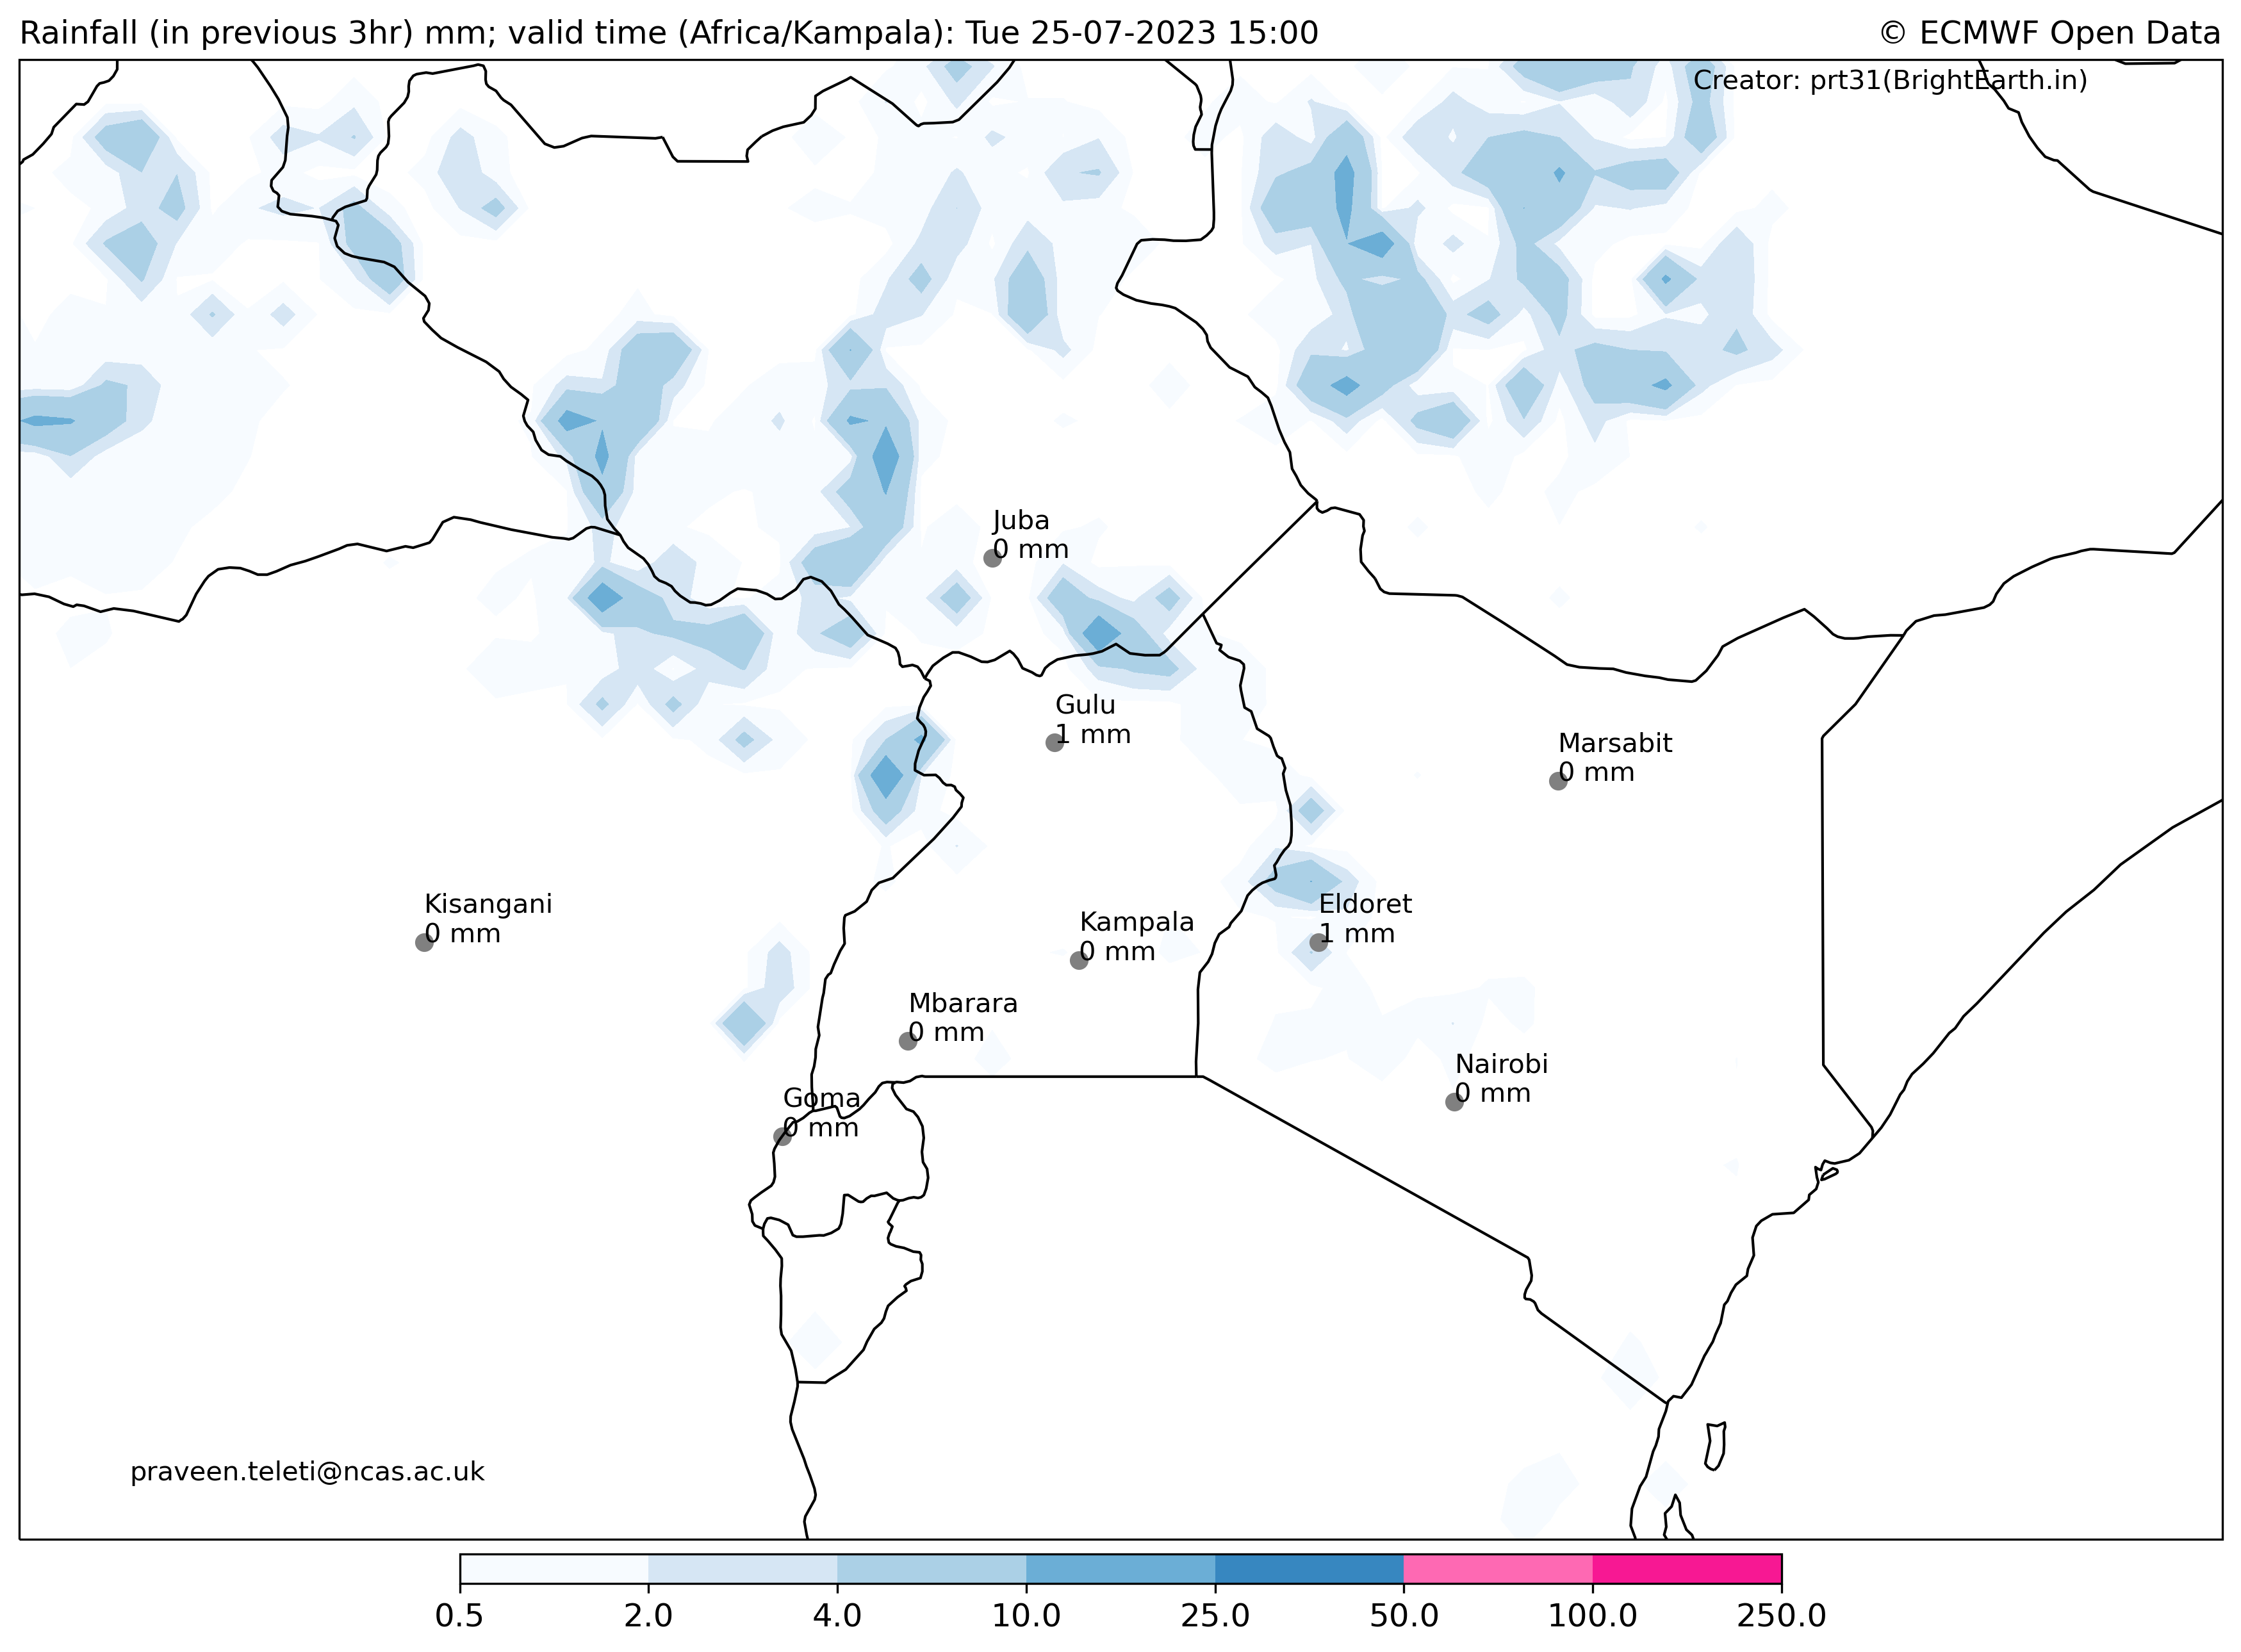 Rainfall (in previous 3hr) mm; valid time (Africa/Kampala): Tue 25-07-2023 15:00
© ECMWF Open Data
Creator: prt31(BrightEarth.in)
Juba
0 mm
Gulu
1 mm
Marsabit
0 mm
Kisangani
0 mm
Eldoret
1 mm
Kampala
0 mm
Mbarara
0 mm
Nairobi
0 mm
Goma
0 mm
praveen.teleti@ncas.ac.uk
0.5 2.0 4.0 10.0 25.0 50.0 100.0 250.0